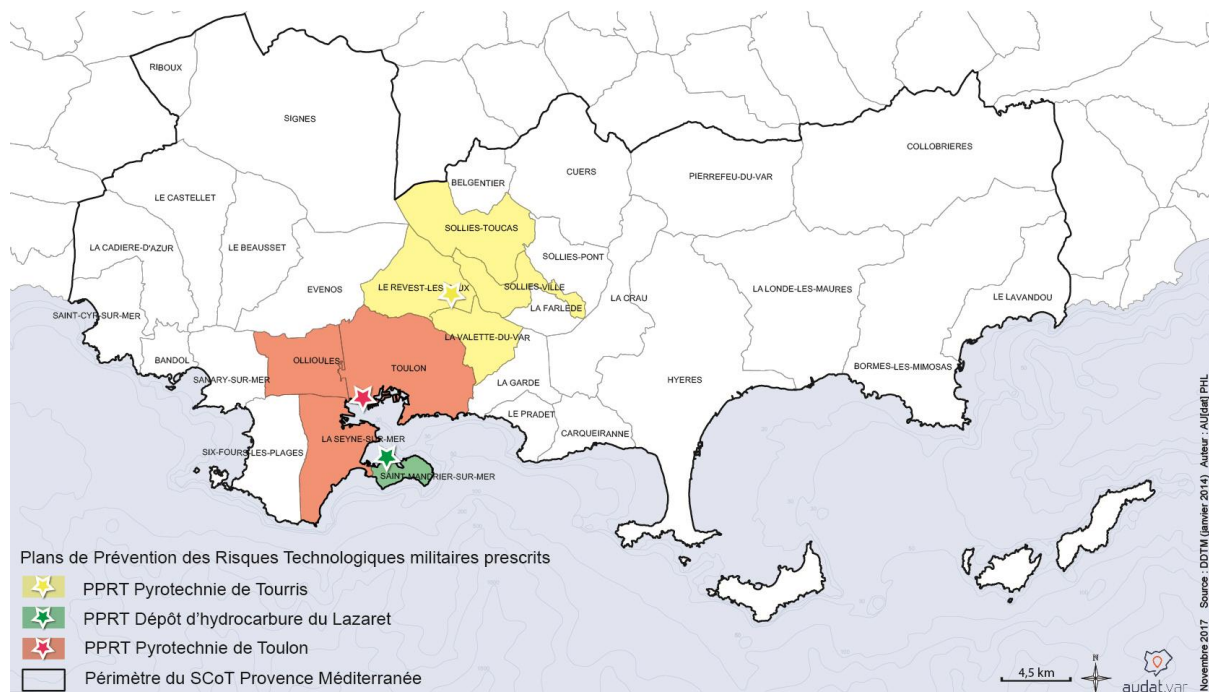 RIBOUX
SIGNES
COLLOBRIERES
CUERS
PIERREFEU-DU-VAR
BELGENTIER
LE CASTELLET
SOLLIES-TOUCAS
LA CADIERE-D'AZUR
LE BEAUSSET
SOLLIES-PONT
EVENOS
LE REVEST-LES UX
SOLLIES-VILLE
LA FARLÈDE
LA CRAU
LA LONDE-LES-MAURES
LE LAVANDOU
SAINT-CYR-SUR-MER
LA VALETTE-DU-VAR
BANDOL
OLLIOULES
TOULON
SANARY-SUR-MER
LA GARDE
HYERES
BORMES-LES-MIMOSAS
LE PRADET
CARQUEIRANNE
LA SEYNE-SUR-MER
SIX-FOURS-LES-PLAGES
SAINT-MANDRIER-SUR-MER
Plans de Prévention des Risques Technologiques militaires prescrits
PPRT Pyrotechnie de Tourris
PPRT Dépôt d'hydrocarbure du Lazaret
PPRT Pyrotechnie de Toulon
Périmètre du SCoT Provence Méditerranée
4,5 km
N
audat.var
Novembre 2017 Source : DDTM (janvier 2014) Auteur : AU[dat] PHL